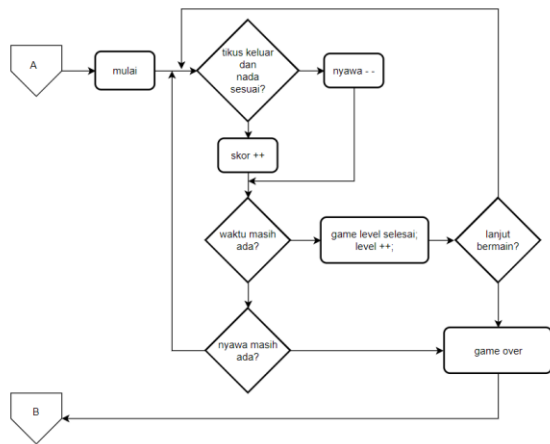 A
mulai
tikus keluar
dan
nada
sesuai?
nyawa - -
skor ++
waktu masih
ada?
game level selesai;
level ++;
lanjut
bermain?
nyawa masih
ada?
game over
B